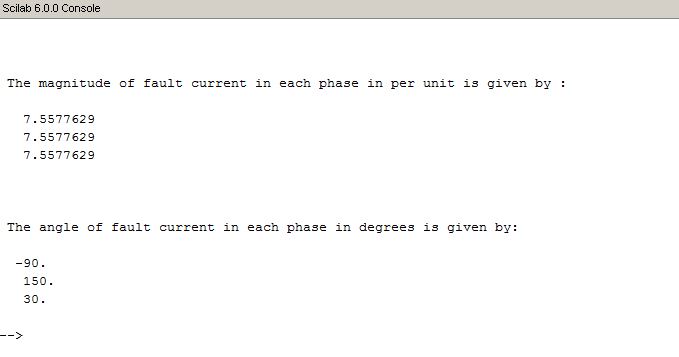 Scilab 6.0.0 Console
The magnitude of fault current in each phase in per unit is given by :
7.5577629
7.5577629
7.5577629
The angle of fault current in each phase in degrees is given by:
-90.
150.
30.
-->